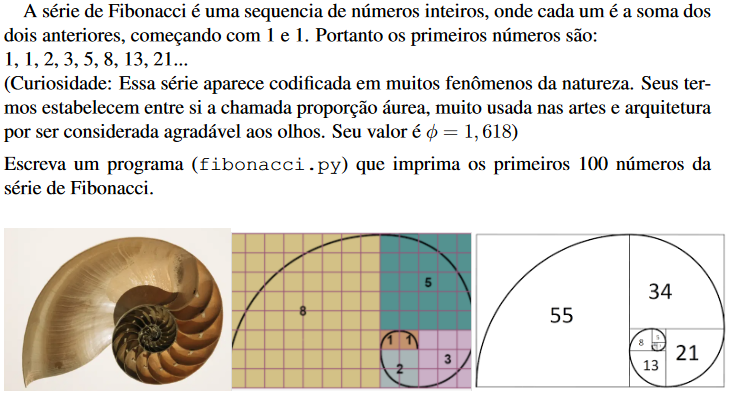 A série de Fibonacci é uma sequencia de números inteiros, onde cada um é a soma dos
dois anteriores, começando com 1 e 1. Portanto os primeiros números são:
1, 1, 2, 3, 5, 8, 13, 21...
(Curiosidade: Essa série aparece codificada em muitos fenômenos da natureza. Seus ter-
mos estabelecem entre si a chamada proporção áurea, muito usada nas artes e arquitetura
por ser considerada agradável aos olhos. Seu valor é ϕ = 1, 618)
Escreva um programa (fibonacci.py) que imprima os primeiros 100 números da
série de Fibonacci.
8
5
1 1
2
3
55
34
8
13
21